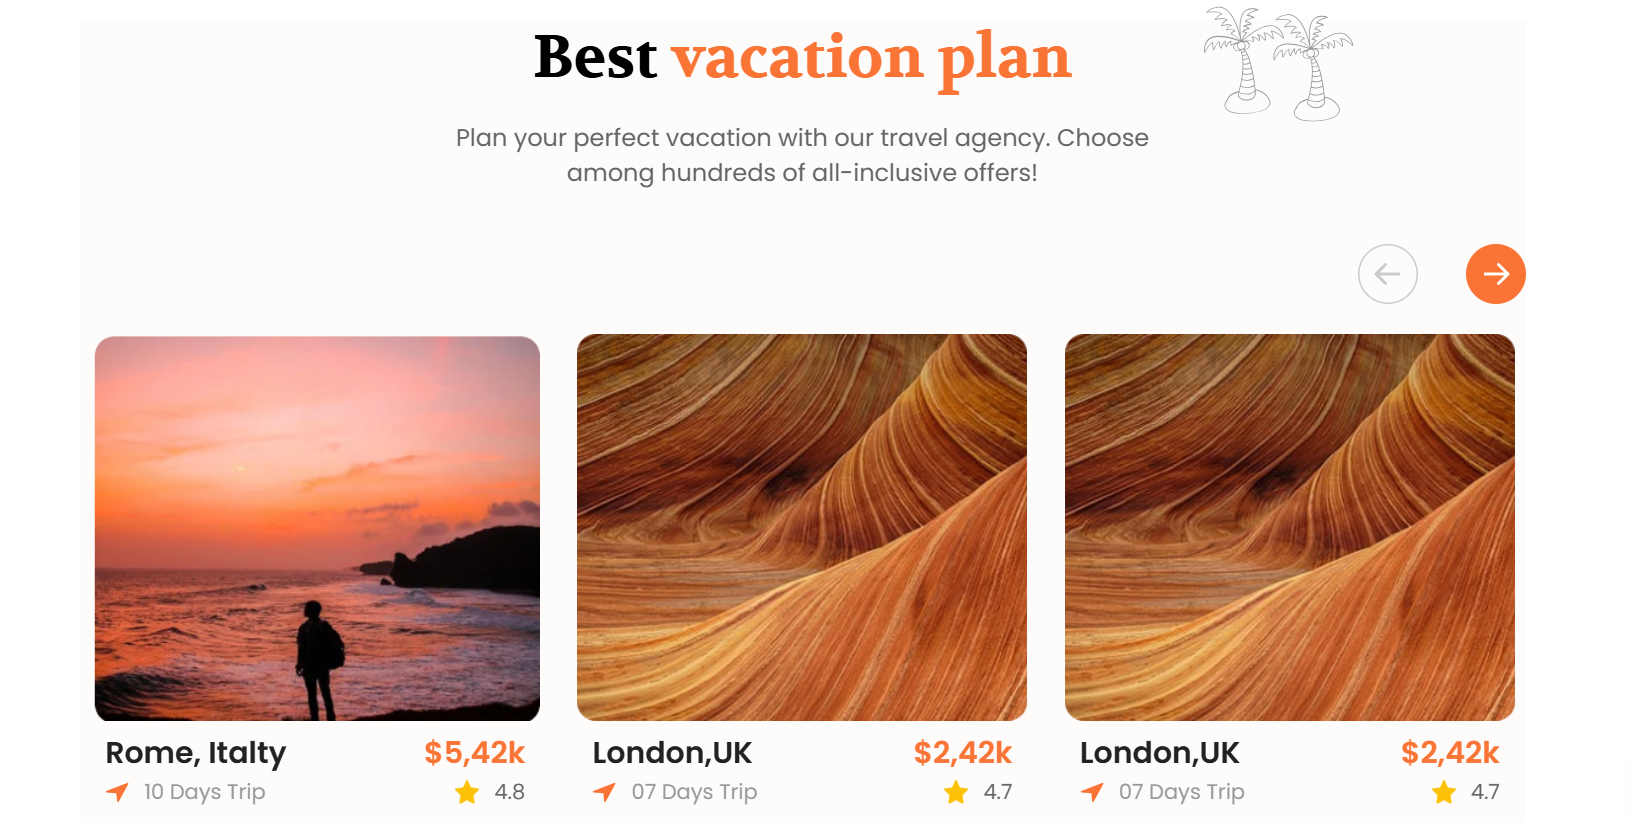 Best vacation plan
Plan your perfect vacation with our travel agency. Choose
among hundreds of all-inclusive offers!
Rome, Italty $5,42k
10 Days Trip 4.8
London,UK $2,42k
07 Days Trip 4.7
London,UK $2,42k
07 Days Trip 4.7